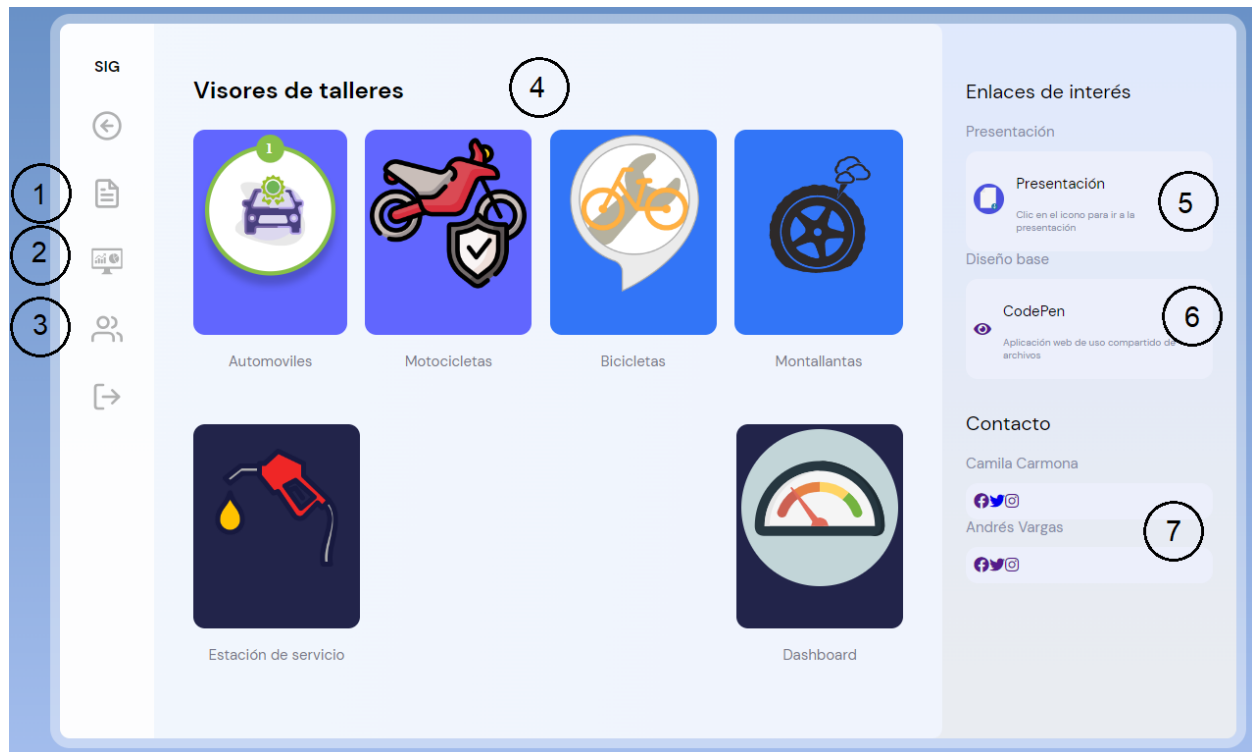 SIG
1
2
3
Visores de talleres
4
1
Automoviles
Motocicletas
Bicicletas
Montallantas
Estación de servicio
Dashboard
Enlaces de interés
Presentación
Presentación
Clic en el icono para ir a la
presentación
5
Diseño base
CodePen
Aplicación web de uso compartido de
archivos
6
Contacto
Camila Carmona
Andrés Vargas
7